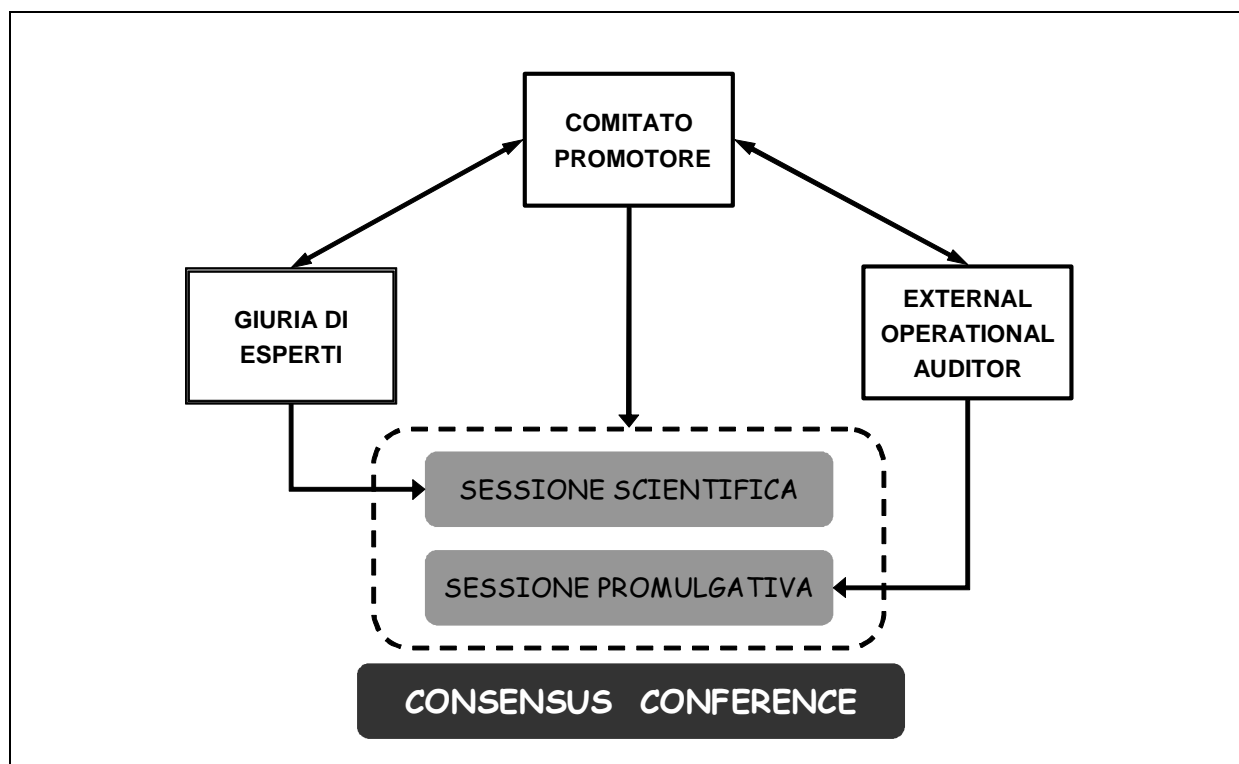 COMITATO
PROMOTORE
GIURIA DI
ESPERTI
EXTERNAL
OPERATIONAL
AUDITOR
SESSIONE SCIENTIFICA
SESSIONE PROMULGATIVA
CONSENSUS CONFERENCE